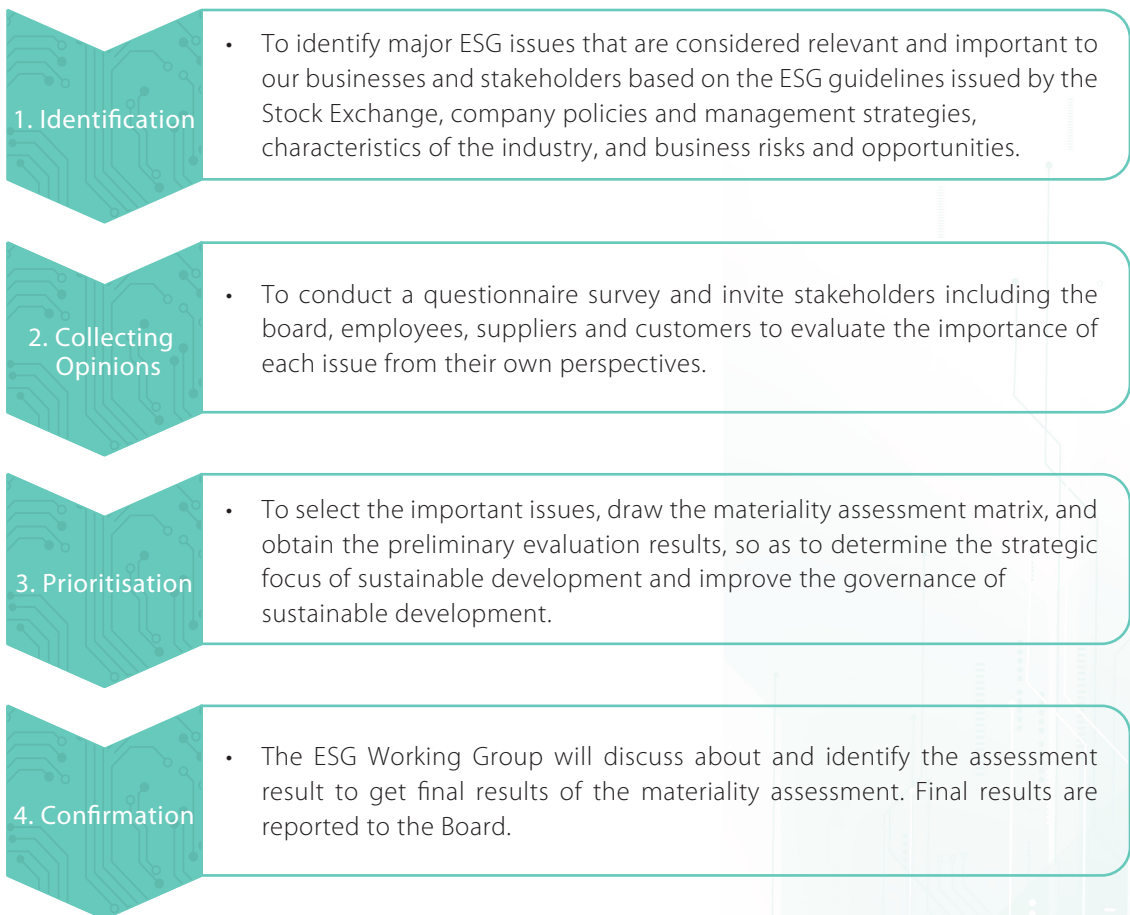 1. Identification
• To identify major ESG issues that are considered relevant and important to
our businesses and stakeholders based on the ESG guidelines issued by the
Stock Exchange, company policies and management strategies,
characteristics of the industry, and business risks and opportunities.
2. Collecting
Opinions
• To conduct a questionnaire survey and invite stakeholders including the
board, employees, suppliers and customers to evaluate the importance of
each issue from their own perspectives.
3. Prioritisation
• To select the important issues, draw the materiality assessment matrix, and
obtain the preliminary evaluation results, so as to determine the strategic
focus of sustainable development and improve the governance of
sustainable development.
4. Confirmation
• The ESG Working Group will discuss about and identify the assessment
result to get final results of the materiality assessment. Final results are
reported to the Board.